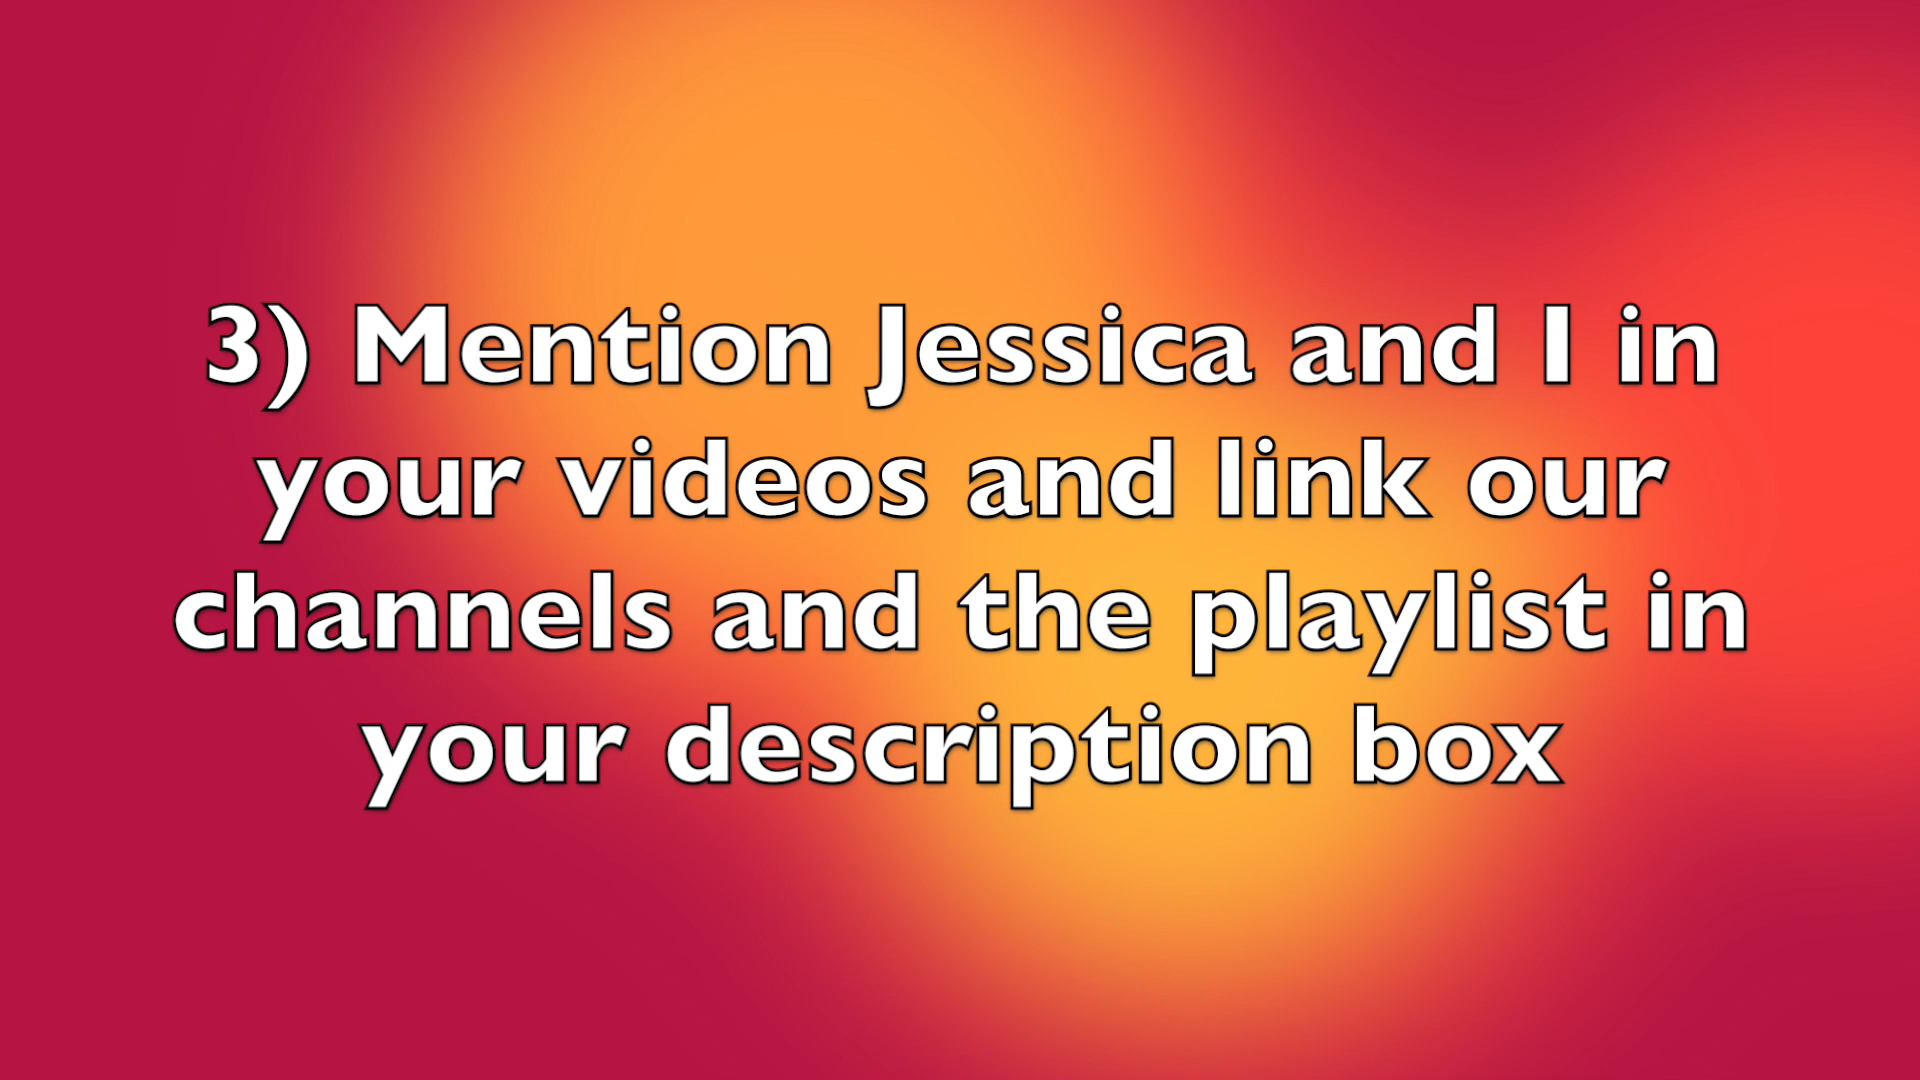 3) Mention Jessica and I in
your videos and link our
channels and the playlist in
your description box